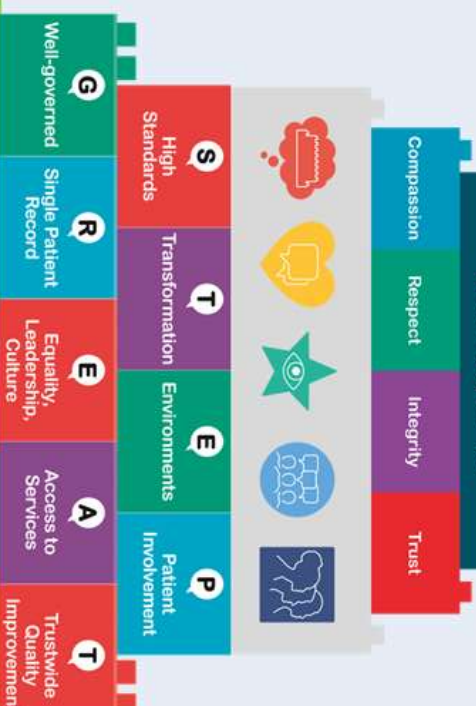 Compassion
Respect
Integrity
Trust
S
High
Standards
T
Transformation
E
Environments
P
Patient
Involvement
G
Well-governed
R
Single Patient
Record
E
Equality,
Leadership,
Culture
A
Access to
Services
T
Trustwide
Quality
Improvemen